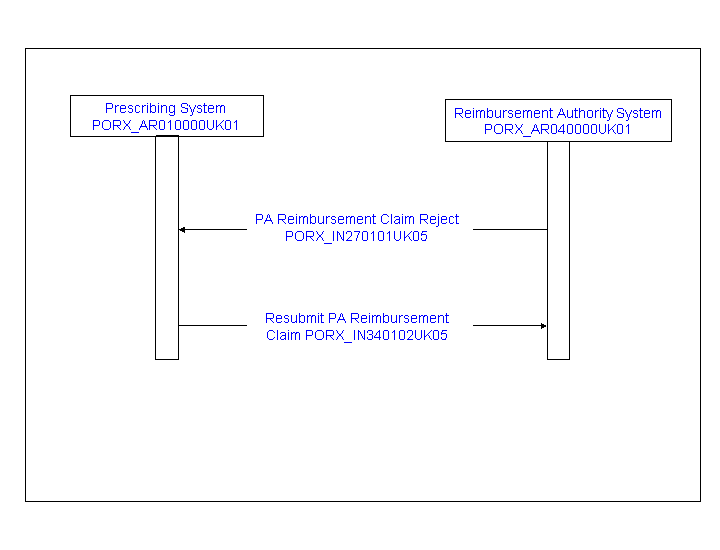 Prescribing System
PORX_AR010000UK01
Reimbursement Authority System
PORX_AR040000UK01
PA Reimbursement Claim Reject
PORX_IN270101UK05
Resubmit PA Reimbursement
Claim PORX_IN340102UK05